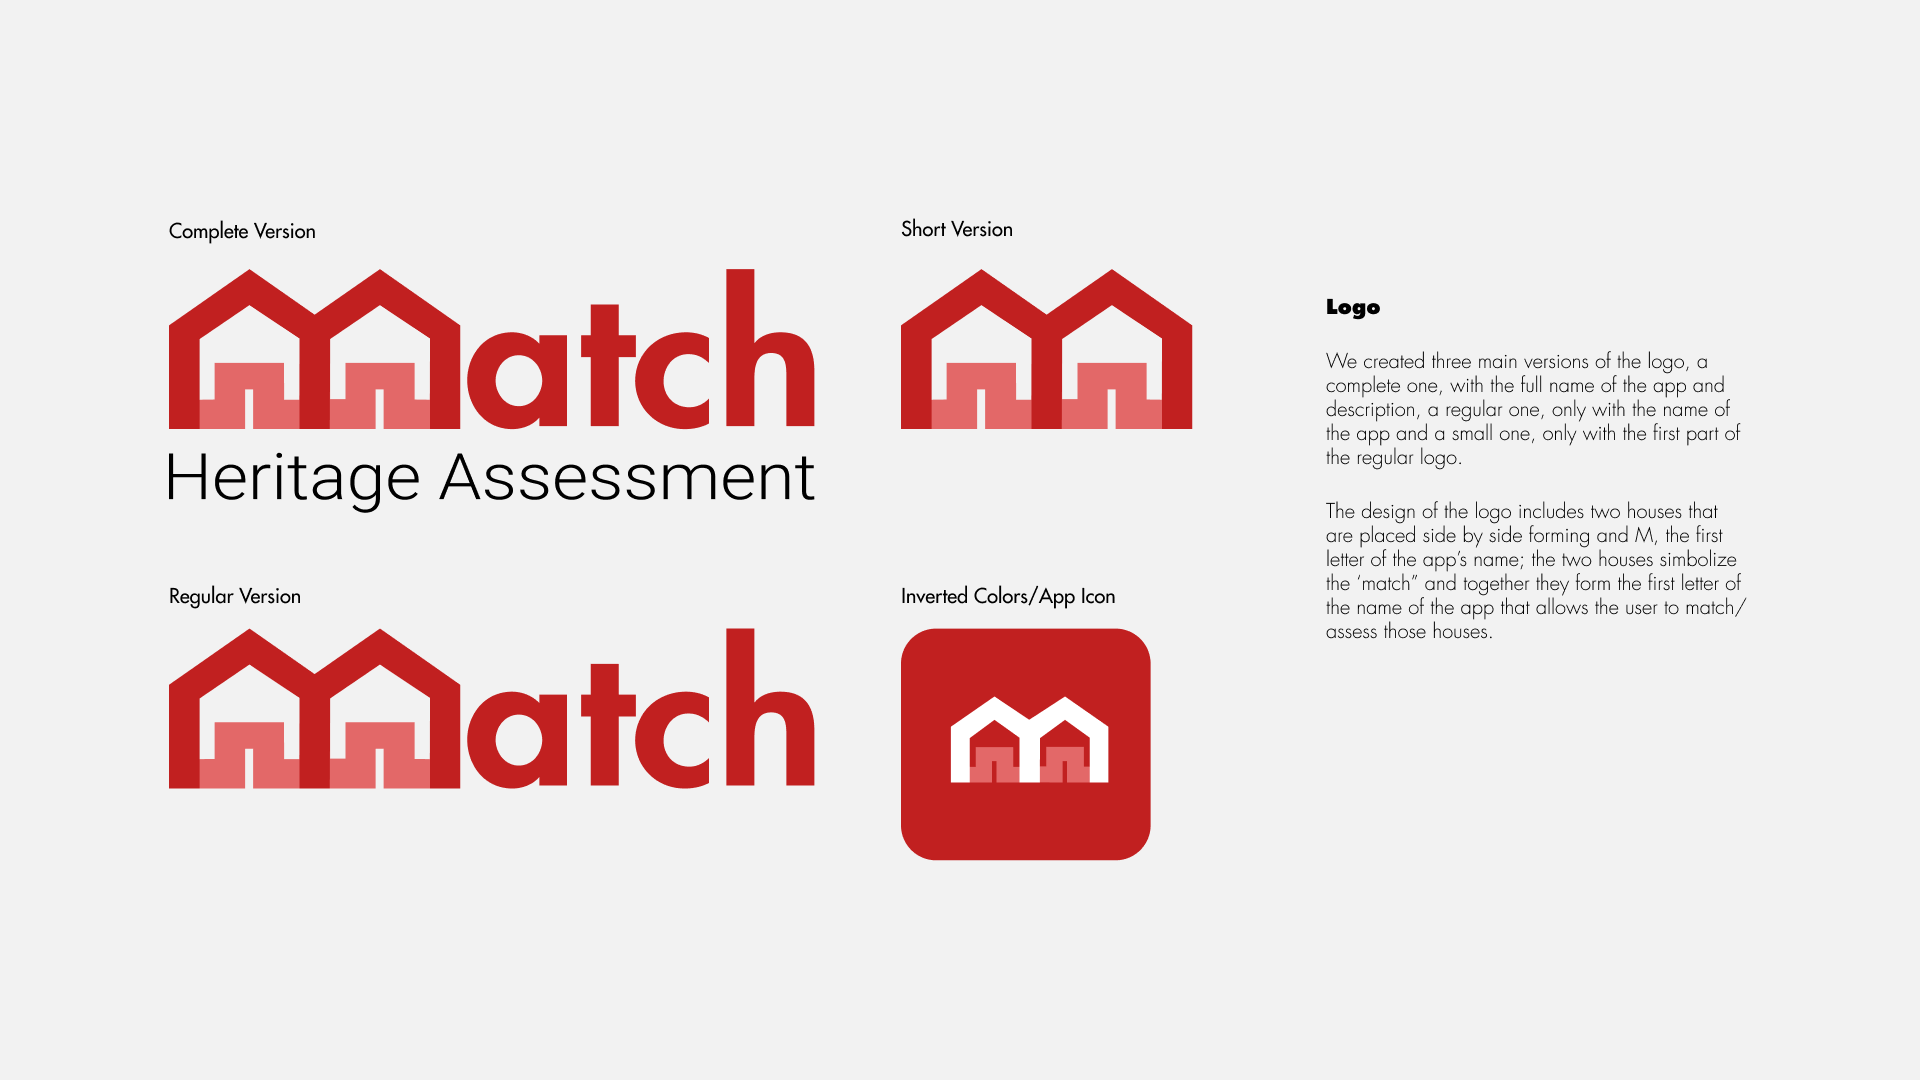 Complete Version
Match
Heritage Assessment
Short Version
M
Regular Version
Match
Inverted Colors/App Icon
M
Logo
We created three main versions of the logo, a
complete one, with the full name of the app and
description, a regular one, only with the name of
the app and a small one, only with the first part of
the regular logo.
The design of the logo includes two houses that
are placed side by side forming and M, the first
letter of the app’s name; the two houses simbolize
the ‘match” and together they form the first letter of
the name of the app that allows the user to match/
assess those houses.